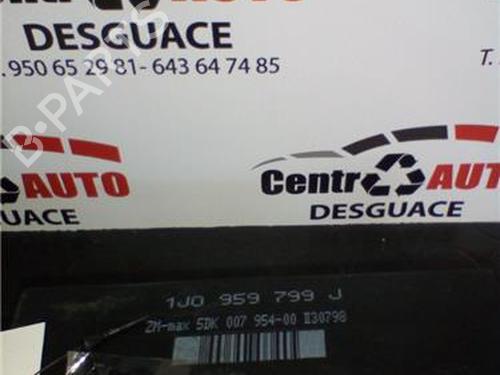 DESGUACE
.950 65 29 81- 643 64 74 85
T.
B-PARTS
AUTO
DESGUACE
Centro AUTO
DESGUACE
1J0 959 799 J
ZM-max 5DK 007 954-00 II30798